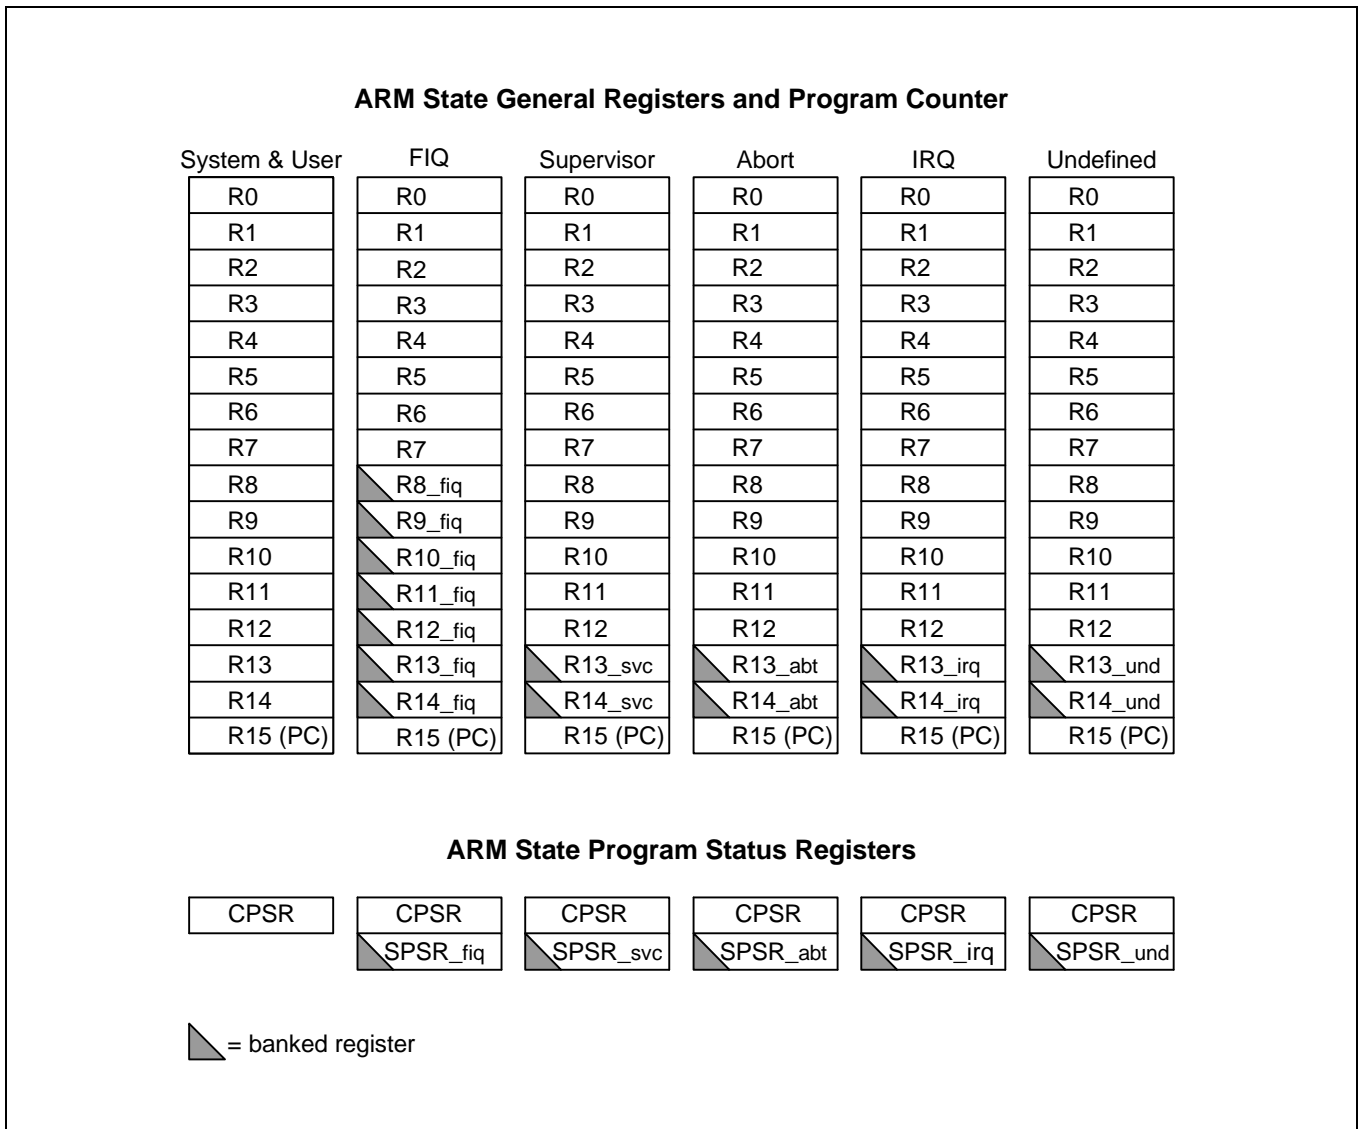 ARM State General Registers and Program Counter
System & User FIQ Supervisor Abort IRQ Undefined
R0 R0 R0 R0 R0 R0
R1 R1 R1 R1 R1 R1
R2 R2 R2 R2 R2 R2
R3 R3 R3 R3 R3 R3
R4 R4 R4 R4 R4 R4
R5 R5 R5 R5 R5 R5
R6 R6 R6 R6 R6 R6
R7 R7 R7 R7 R7 R7
R8 R8_fiq R8 R8 R8 R8
R9 R9_fiq R9 R9 R9 R9
R10 R10_fiq R10 R10 R10 R10
R11 R11_fiq R11 R11 R11 R11
R12 R12_fiq R12 R12 R12 R12
R13 R13_fiq R13_svc R13_abt R13_irq R13_und
R14 R14_fiq R14_svc R14_abt R14_irq R14_und
R15 (PC) R15 (PC) R15 (PC) R15 (PC) R15 (PC) R15 (PC)
ARM State Program Status Registers
CPSR CPSR CPSR CPSR CPSR CPSR
SPSR_fiq SPSR_svc SPSR_abt SPSR_irq SPSR_und
= banked register